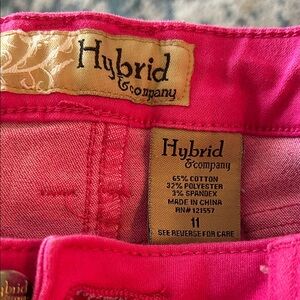 Hybrid
& company
Hybrid
& company
65% COTTON
32% POLYESTER
3% SPANDEX
MADE IN CHINA
RN# 121557
11
SEE REVERSE FOR CARE